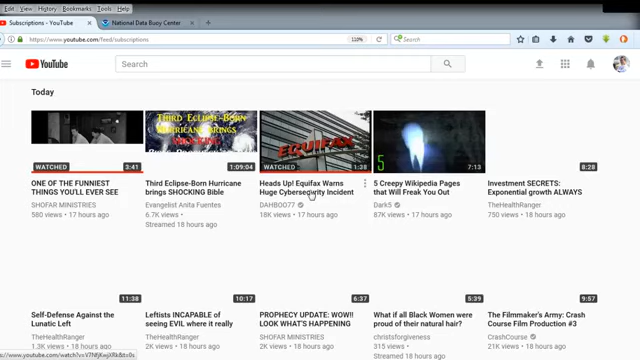 Edit View History Bookmarks Tools Help
Subscriptions - YouTube
National Data Buoy Center
https://www.youtube.com/feed/subscriptions
110%
Search
YouTube
Search
Today
THIRD ECLIPSE-BORN
HURRICANE BRINGS
EQUIFAX
5
WATCHED
3:41
1:09:04
WATCHED
1:38
7:13
8:28
ONE OF THE FUNNIEST
THINGS YOU'LL EVER SEE
SHOFAR MINISTRIES
580 views • 17 hours ago
Third Eclipse-Born Hurricane
brings SHOCKING Bible
Evangelist Anita Fuentes
6.7K views •
Streamed 18 hours ago
Heads Up! Equifax Warns
Huge Cybersecurity Incident
DAHBOO77
18K views • 17 hours ago
5 Creepy Wikipedia Pages
that Will Freak You Out
Dark5
87K views • 18 hours ago
Investment SECRETS:
Exponential growth ALWAYS
TheHealthRanger
750 views • 18 hours ago
11:38
10:17
6:37
5:39
9:57
Self-Defense Against the
Lunatic Left
TheHealthRanger
1.3K views • 18 hours ago
Leftists INCAPABLE of
seeing EVIL where it really
TheHealthRanger
2K views • 18 hours ago
PROPHECY UPDATE: WOW!!
LOOK WHAT'S HAPPENING
SHOFAR MINISTRIES
2K views • 18 hours ago
What if all Black Women were
proud of their natural hair?
christsforgiveness
Streamed 18 hours ago
The Filmmaker's Army: Crash
Course Film Production #3
CrashCourse
21K views • 18 hours ago